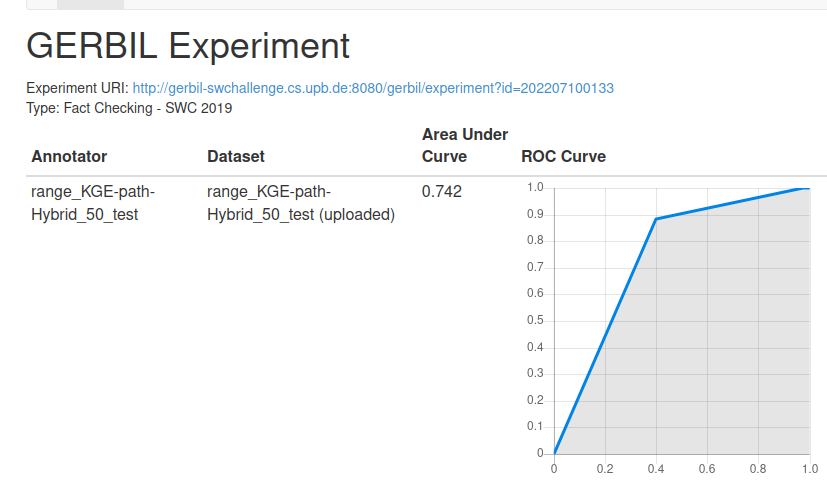 GERBIL Experiment
Experiment URI: http://gerbil-swchallenge.cs.upb.de:8080/gerbil/experiment?id=202207100133
Type: Fact Checking - SWC 2019
Annotator Dataset Area Under Curve ROC Curve
range_KGE-path-
Hybrid_50_test
range_KGE-path-
Hybrid_50_test (uploaded)
0.742
1.0
0.9
0.8
0.7
0.6
0.5
0.4
0.3
0.2
0.1
0
0 0.2 0.4 0.6 0.8 1.0